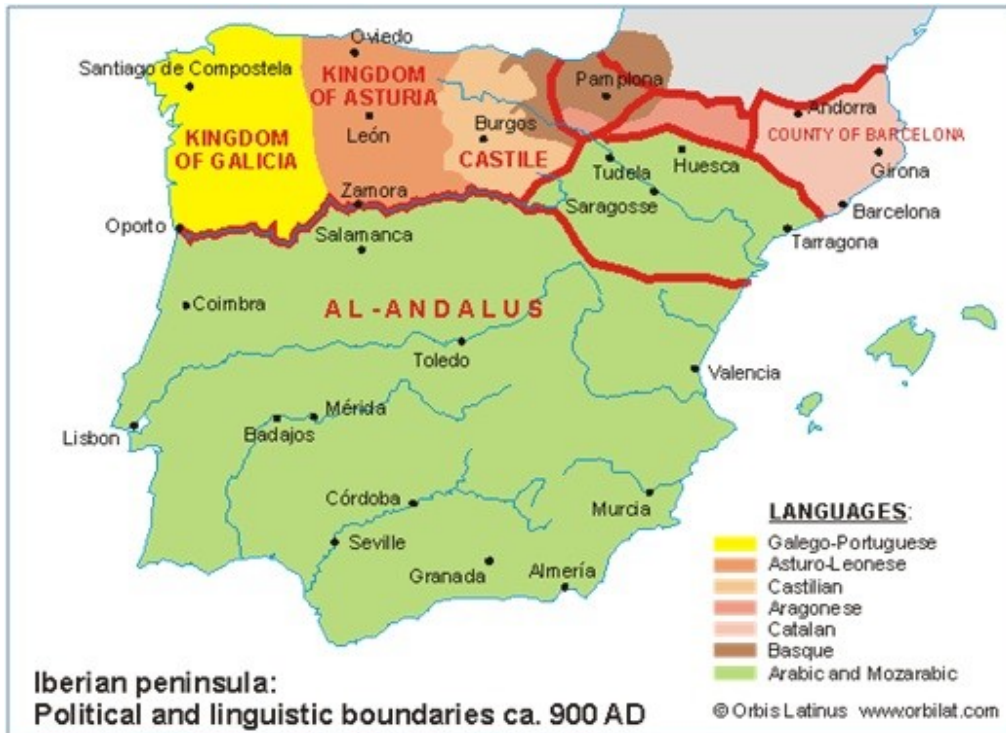 Oviedo
Santiago de Compostela
KINGDOM
OF ASTURIA
Pamplona
León
Burgos
Andorra
KINGDOM
OF GALICIA
CASTILE
COUNTY OF BARCELONA
Huesca
Tudela
Girona
Zamora
Saragosse
Barcelona
Oporto
Salamanca
Tarragona
Coimbra
AL-ANDALUS
Toledo
Valencia
Mérida
Badajos
Lisbon
Córdoba
Murcia
Seville
Granada
Almería
LANGUAGES:
Galego-Portuguese
Asturo-Leonese
Castilian
Aragonese
Catalan
Basque
Arabic and Mozarabic
Iberian peninsula:
Political and linguistic boundaries ca. 900 AD
© Orbis Latinus www.orbilat.com